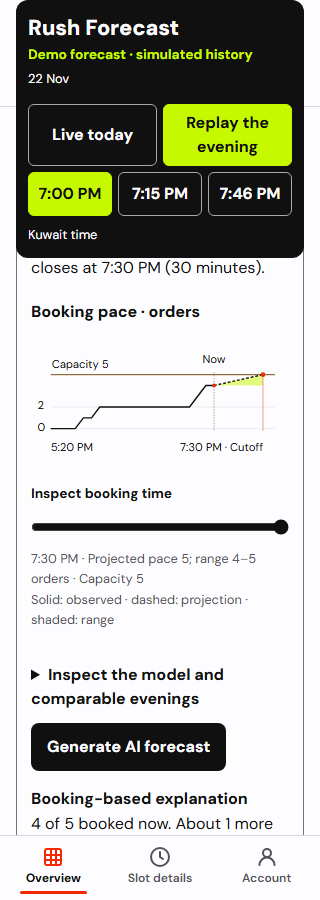 Rush Forecast
Demo forecast · simulated history
22 Nov
Live today
Replay the
evening
7:00 PM
7:15 PM
7:46 PM
Kuwait time
closes at 7:30 PM (30 minutes).
Booking pace · orders
Now
Capacity 5
2
0
5:20 PM
7:30 PM · Cutoff
Inspect booking time
7:30 PM · Projected pace 5; range 4–5
orders · Capacity 5
Solid: observed · dashed: projection ·
shaded: range
Inspect the model and
comparable evenings
Generate AI forecast
Booking-based explanation
4 of 5 booked now. About 1 more
Overview
Slot details
Account